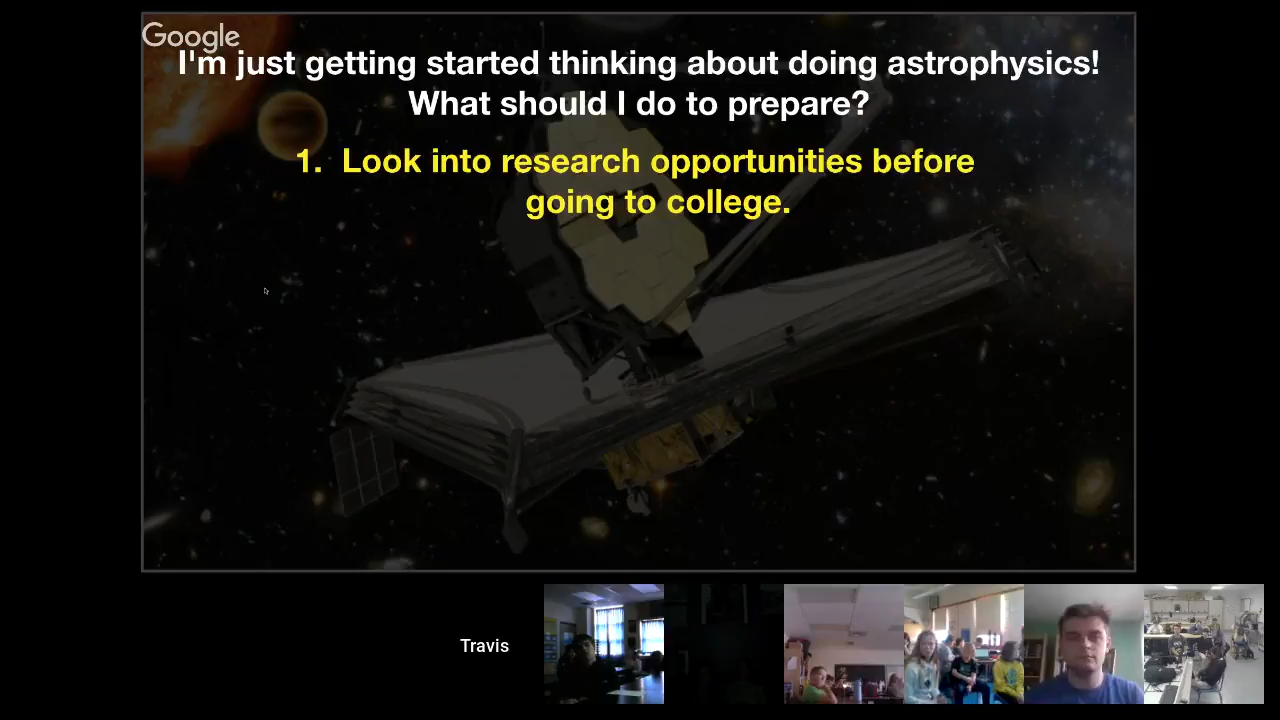 Google
I'm just getting started thinking about doing astrophysics!
What should I do to prepare?
1. Look into research opportunities before
going to college.
Travis